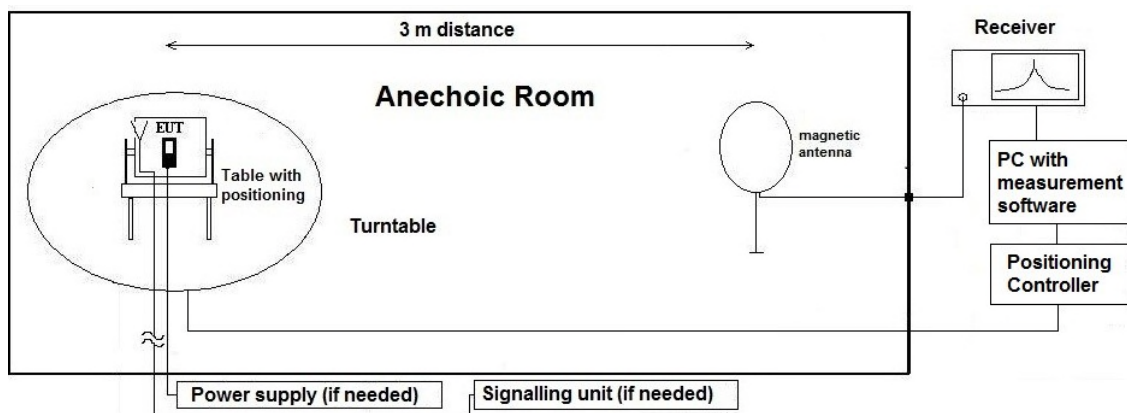 3 m distance
Receiver
Anechoic Room
EUT
magnetic
antenna
Table with
positioning
PC with
measurement
software
Turntable
Positioning
Controller
Power supply (if needed)
Signalling unit (if needed)